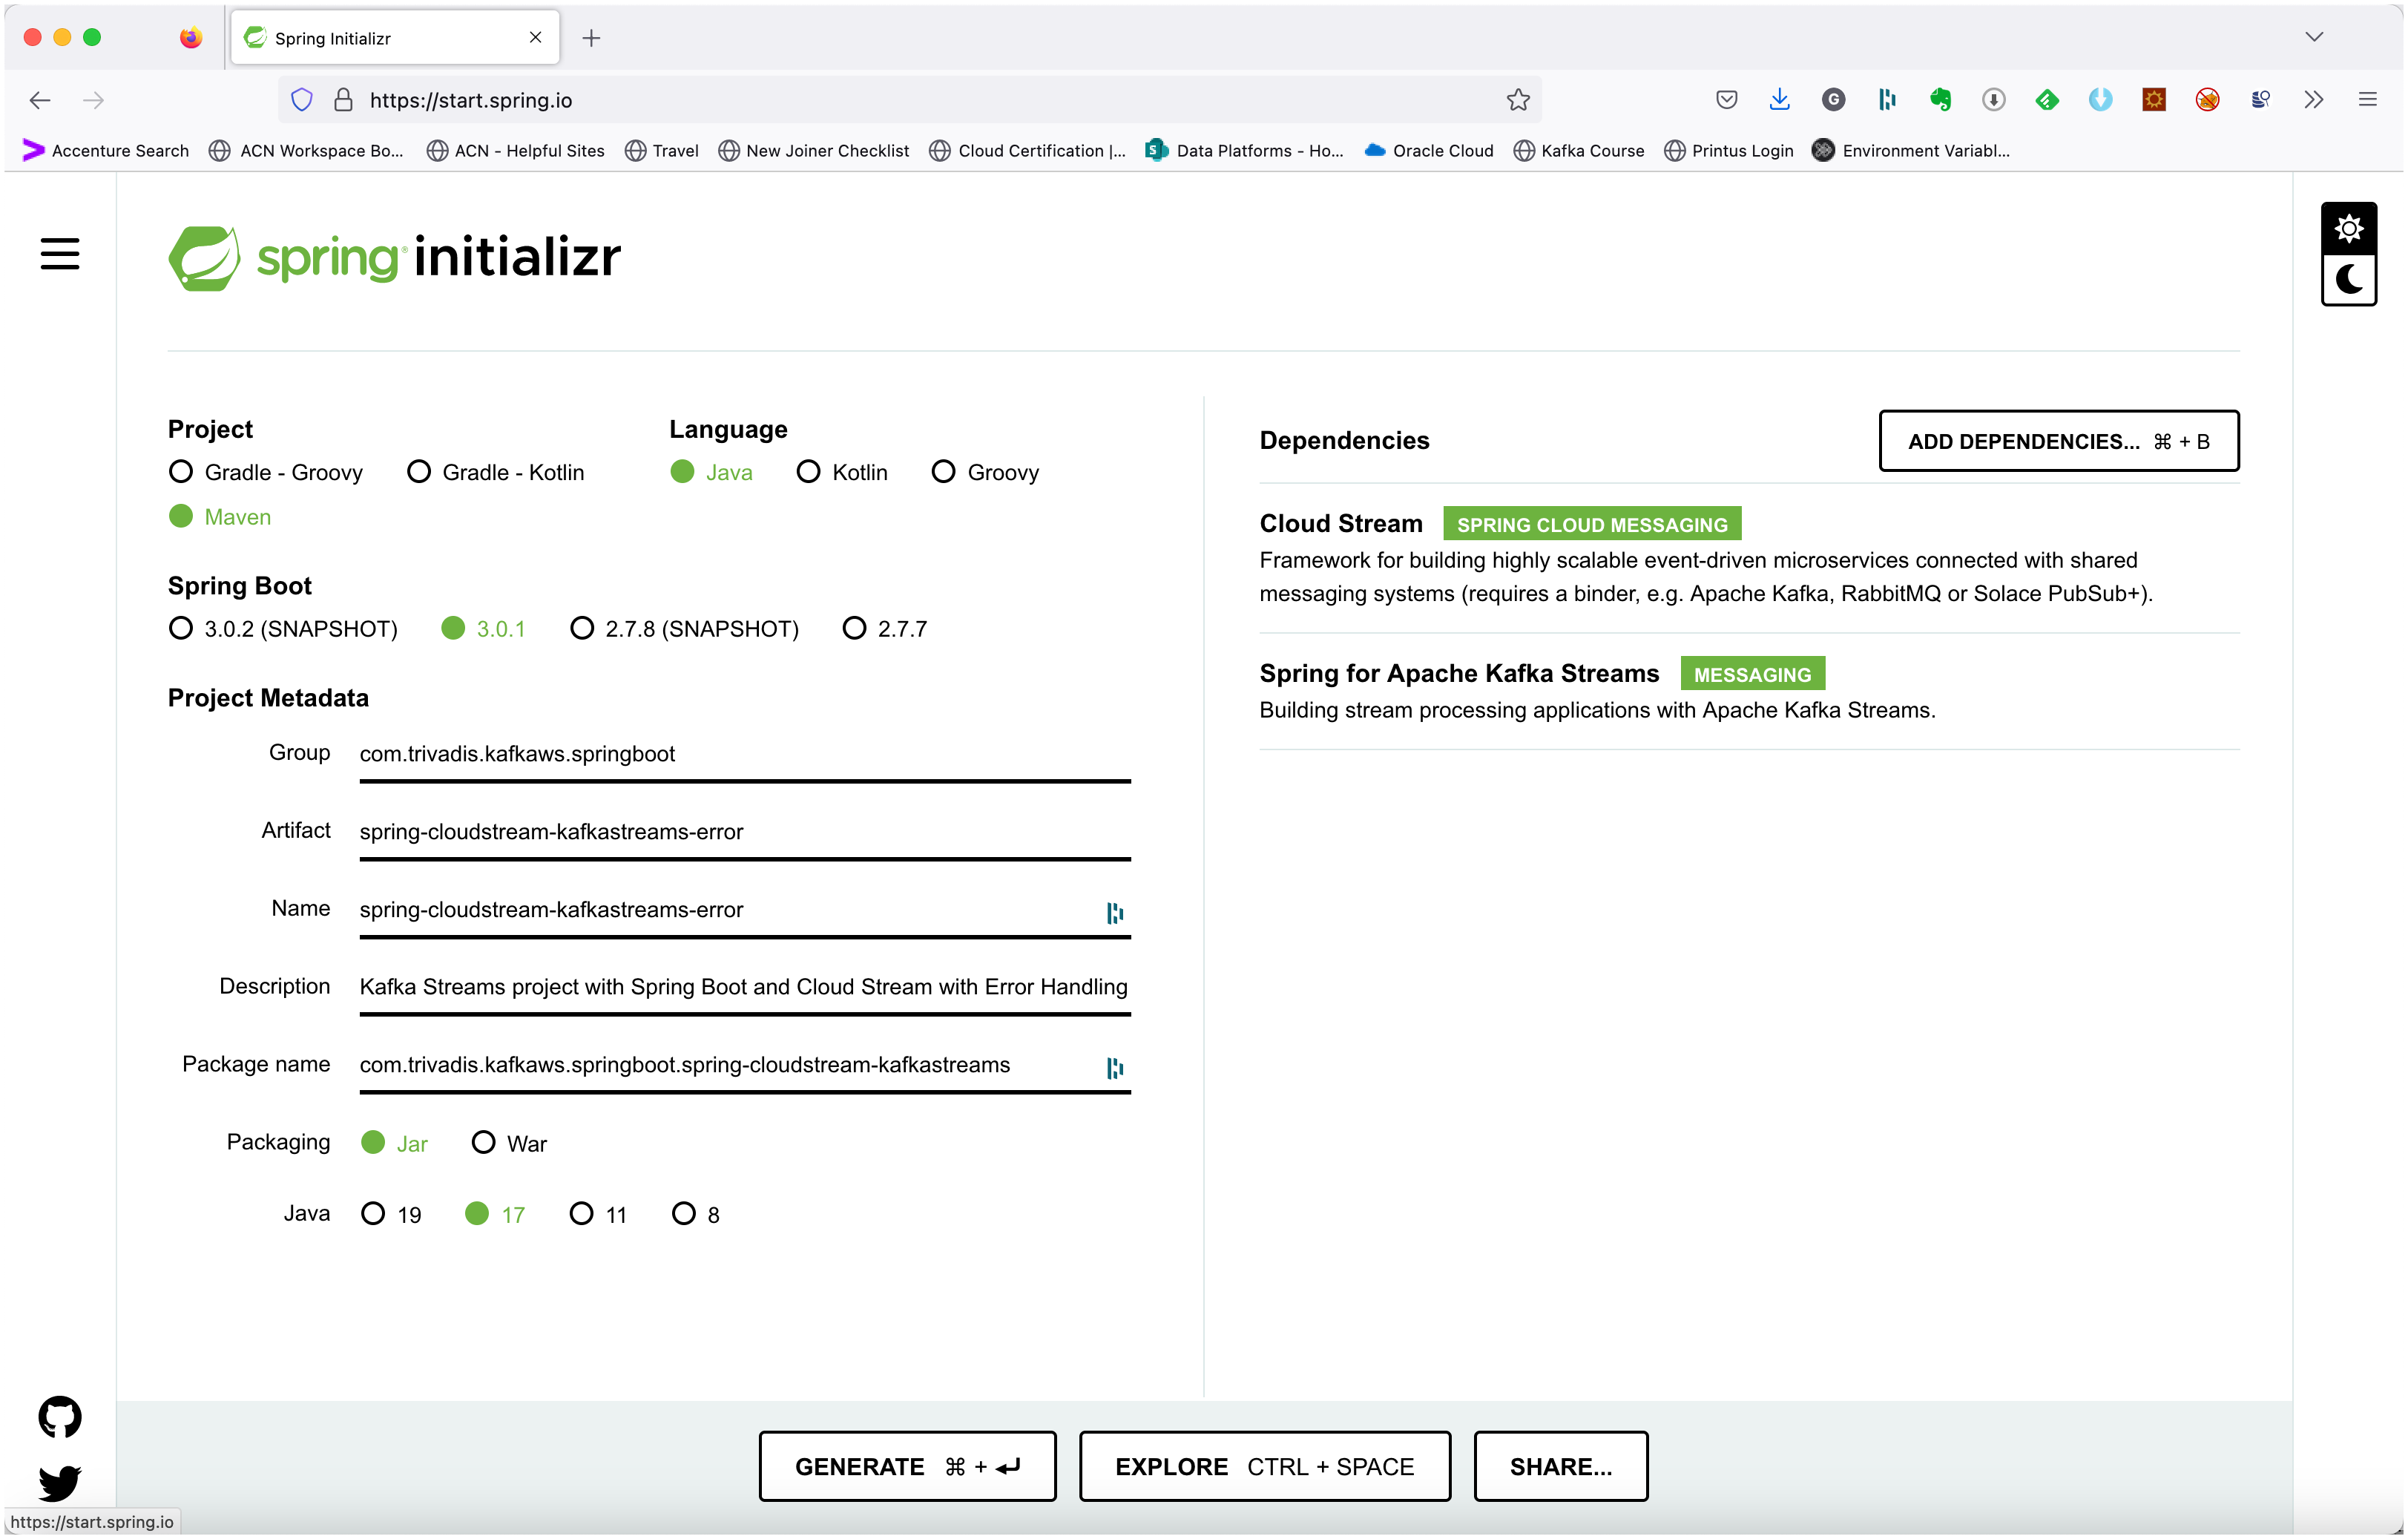 Spring Initializr
https://start.spring.io
Accenture Search ACN Workspace Bo... ACN - Helpful Sites Travel New Joiner Checklist Cloud Certification |... Data Platforms - Ho... Oracle Cloud Kafka Course Printus Login Environment Variabl...
spring initializr
Project
Gradle - Groovy Gradle - Kotlin
Maven
Language
Java Kotlin Groovy
Spring Boot
3.0.2 (SNAPSHOT) 3.0.1 2.7.8 (SNAPSHOT) 2.7.7
Project Metadata
Group com.trivadis.kafkaws.springboot
Artifact spring-cloudstream-kafkastreams-error
Name spring-cloudstream-kafkastreams-error
Description Kafka Streams project with Spring Boot and Cloud Stream with Error Handling
Package name com.trivadis.kafkaws.springboot.spring-cloudstream-kafkastreams
Packaging Jar War
Java 19 17 11 8
Dependencies
ADD DEPENDENCIES... ⌘ + B
Cloud Stream SPRING CLOUD MESSAGING
Framework for building highly scalable event-driven microservices connected with shared
messaging systems (requires a binder, e.g. Apache Kafka, RabbitMQ or Solace PubSub+).
Spring for Apache Kafka Streams MESSAGING
Building stream processing applications with Apache Kafka Streams.
GENERATE ⌘ + ↵
EXPLORE CTRL + SPACE
SHARE...
https://start.spring.io